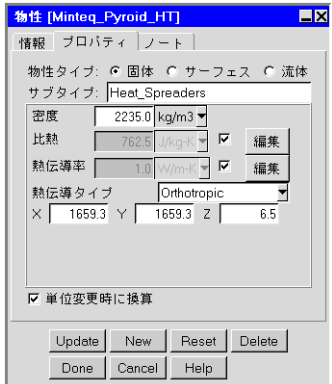 物性 [Minteq_Pyroid_HT]
情報 プロパティ ノート
物性タイプ: 固体 サーフェス 流体
サブタイプ: Heat_Spreaders
密度 2235.0 kg/m3
比熱 762.5 J/kg-K 編集
熱伝導率 1.0 W/m-K 編集
熱伝導タイプ Orthotropic
X 1659.3 Y 1659.3 Z 6.5
単位変更時に換算
Update New Reset Delete
Done Cancel Help